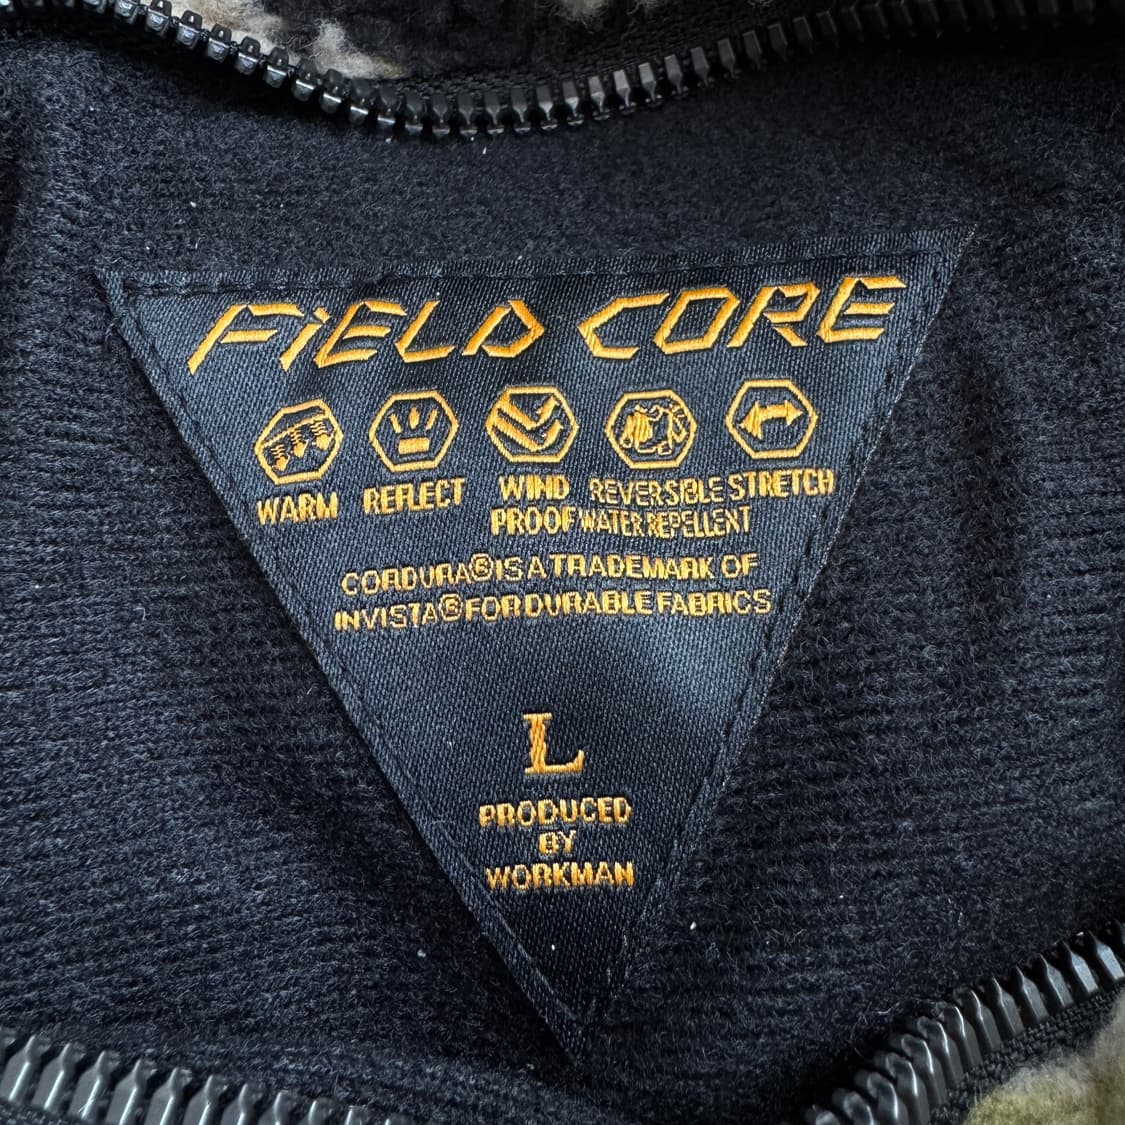 FiELD CORE
WARM REFLECT WIND REVERSIBLE STRETCH
PROOF WATER REPELLENT
CORDURA® IS A TRADEMARK OF
INVISTA® FOR DURABLE FABRICS
L
PRODUCED
BY
WORKMAN